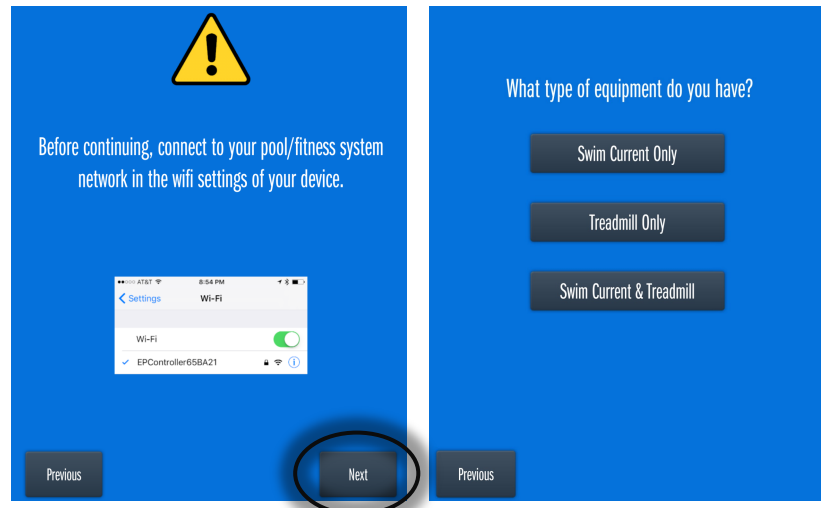 Before continuing, connect to your pool/fitness system
network in the wifi settings of your device.
AT&T 8:54 PM
Settings Wi-Fi
Wi-Fi
EPController65BA21
Previous Next
What type of equipment do you have?
Swim Current Only
Treadmill Only
Swim Current & Treadmill
Previous